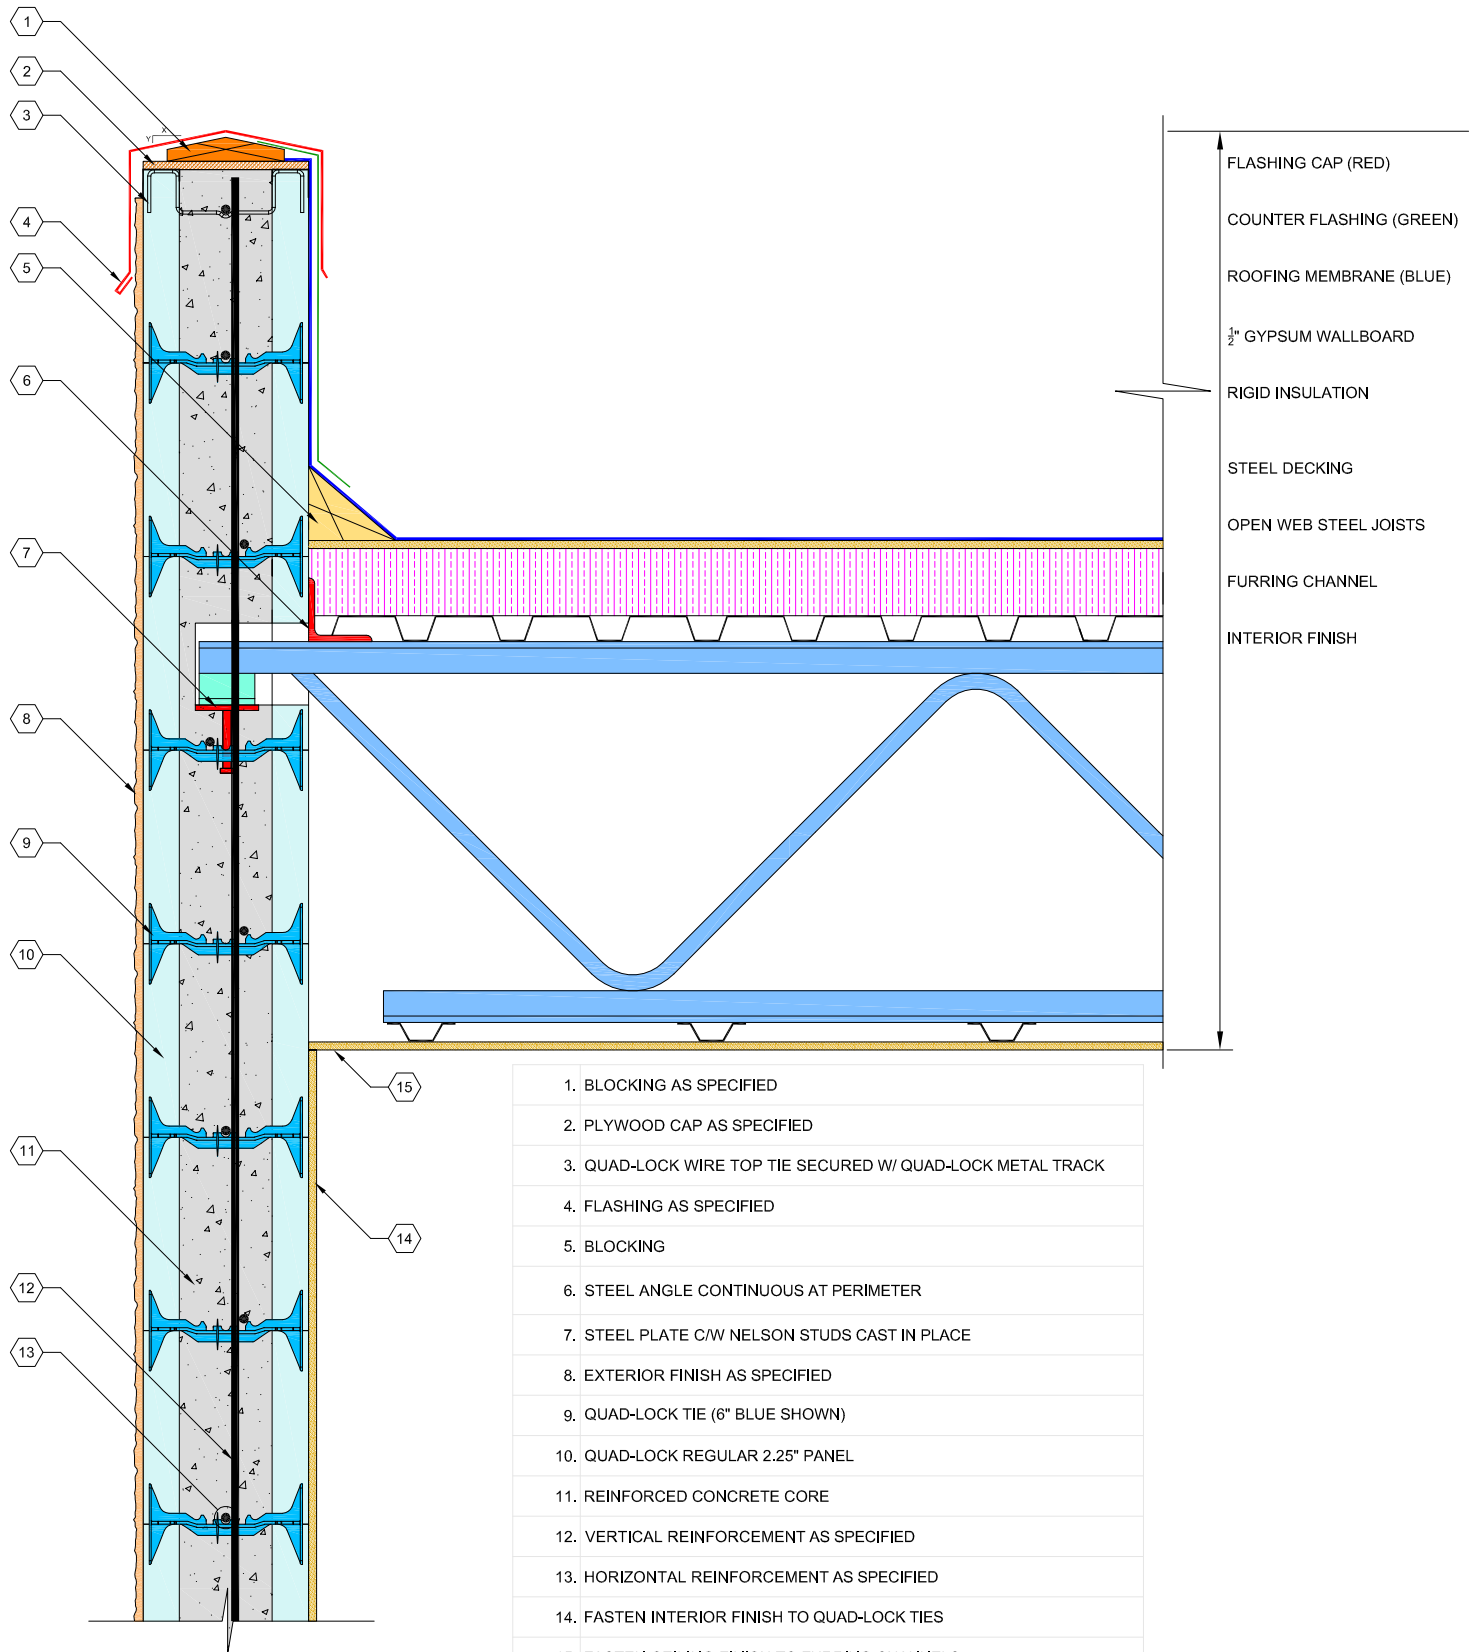 1
2
3
4
5
6
7
8
9
10
11
12
13
14
15
X
Y
FLASHING CAP (RED)
COUNTER FLASHING (GREEN)
ROOFING MEMBRANE (BLUE)
½" GYPSUM WALLBOARD
RIGID INSULATION
STEEL DECKING
OPEN WEB STEEL JOISTS
FURRING CHANNEL
INTERIOR FINISH
1. BLOCKING AS SPECIFIED
2. PLYWOOD CAP AS SPECIFIED
3. QUAD-LOCK WIRE TOP TIE SECURED W/ QUAD-LOCK METAL TRACK
4. FLASHING AS SPECIFIED
5. BLOCKING
6. STEEL ANGLE CONTINUOUS AT PERIMETER
7. STEEL PLATE C/W NELSON STUDS CAST IN PLACE
8. EXTERIOR FINISH AS SPECIFIED
9. QUAD-LOCK TIE (6" BLUE SHOWN)
10. QUAD-LOCK REGULAR 2.25" PANEL
11. REINFORCED CONCRETE CORE
12. VERTICAL REINFORCEMENT AS SPECIFIED
13. HORIZONTAL REINFORCEMENT AS SPECIFIED
14. FASTEN INTERIOR FINISH TO QUAD-LOCK TIES